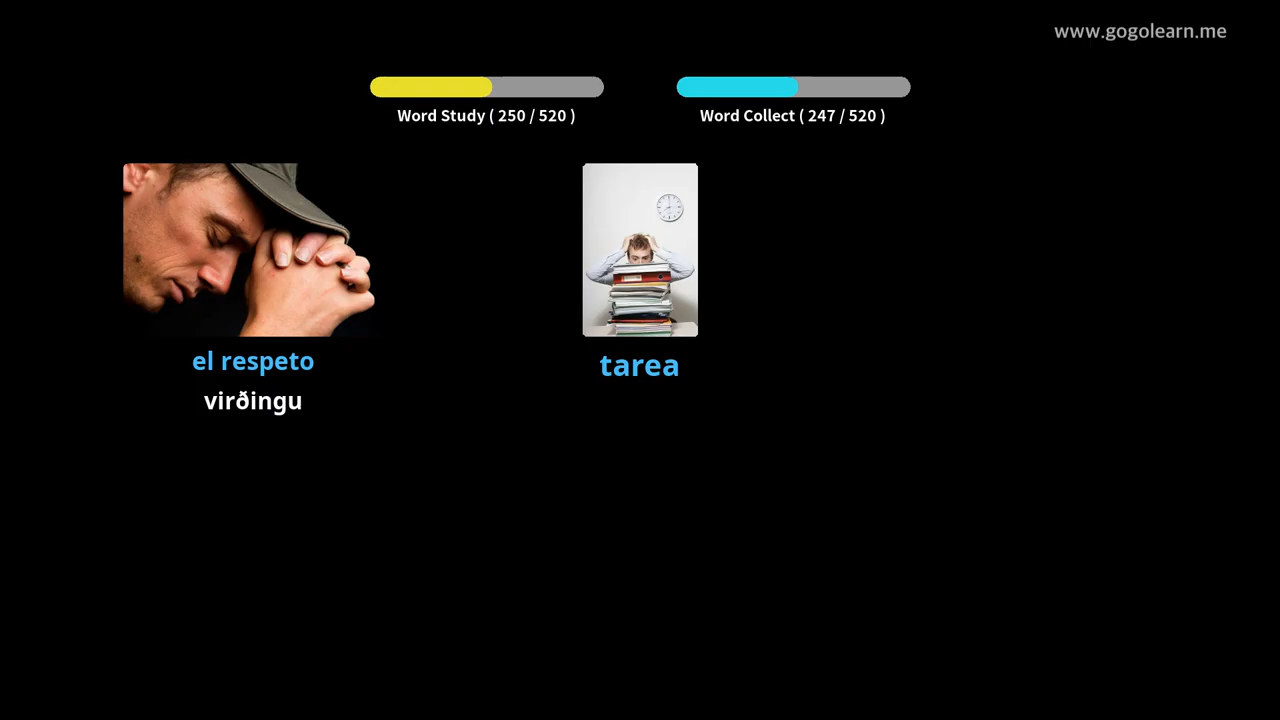 www.gogolearn.me
Word Study ( 250 / 520 )
Word Collect ( 247 / 520 )
el respeto
virðingu
tarea